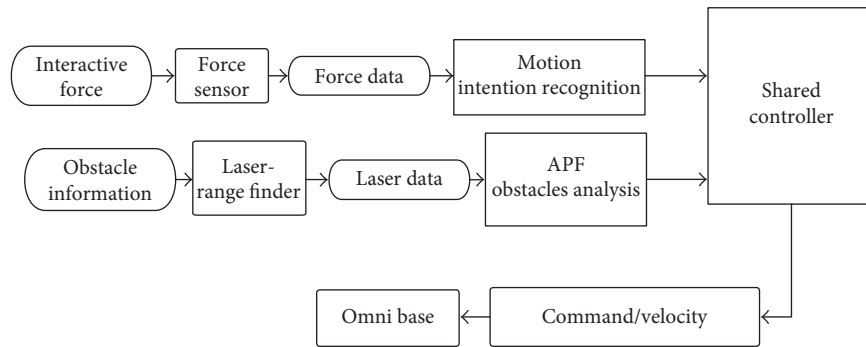 Interactive
force
Force
sensor
Force data
Motion
intention recognition
Shared
controller
Obstacle
information
Laser-
range finder
Laser data
APF
obstacles analysis
Omni base
Command/velocity